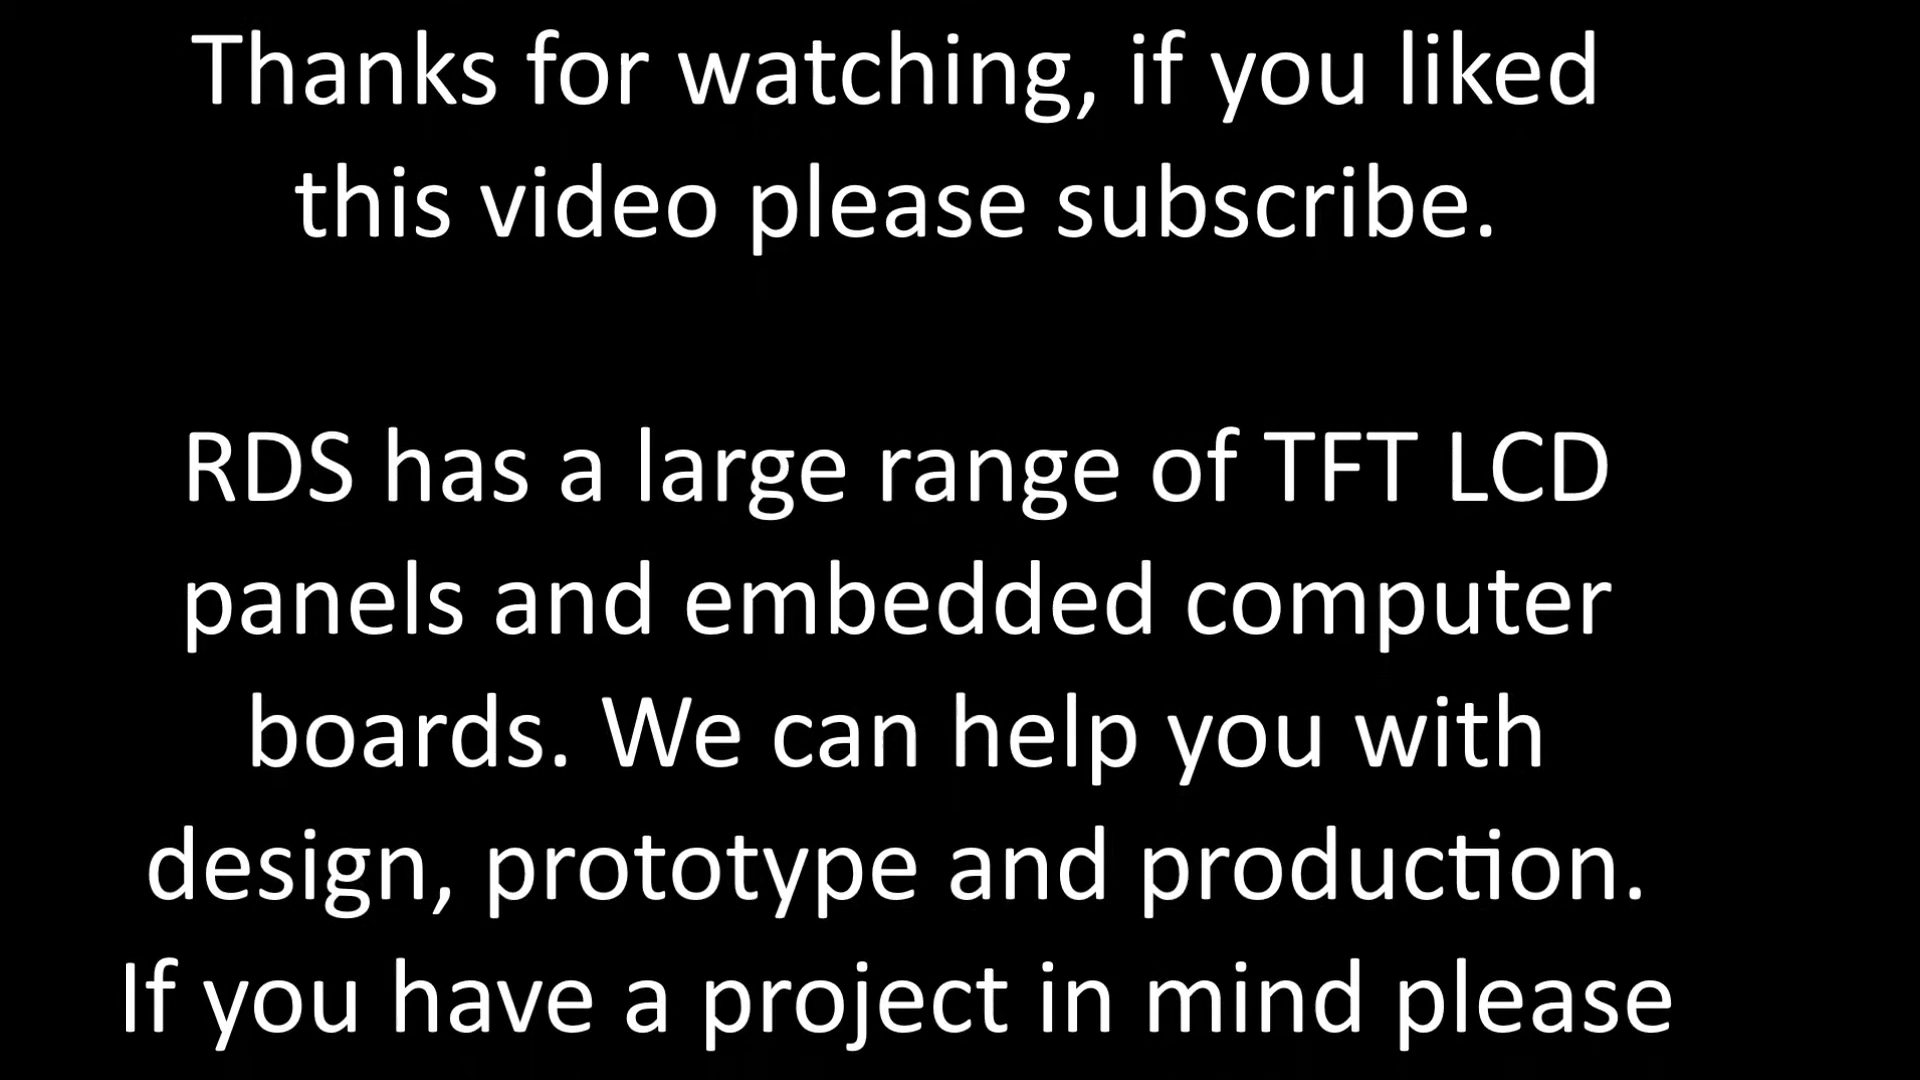 Thanks for watching, if you liked
this video please subscribe.
RDS has a large range of TFT LCD
panels and embedded computer
boards. We can help you with
design, prototype and production.
If you have a project in mind please